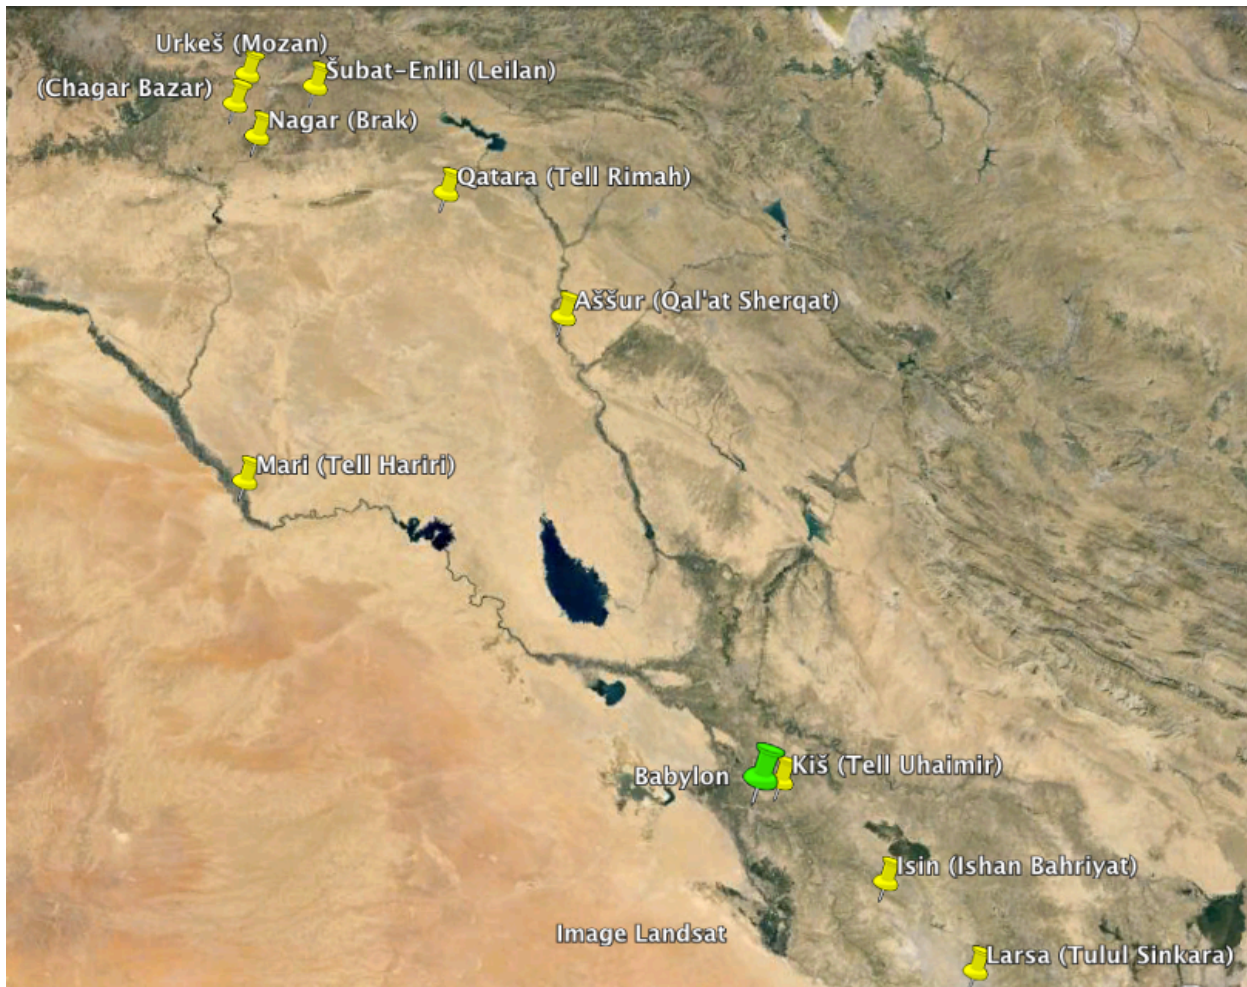 Urkeš (Mozan)
Šubat-Enlil (Leilan)
(Chagar Bazar)
Nagar (Brak)
Qatara (Tell Rimah)
Aššur (Qal'at Sherqat)
Mari (Tell Hariri)
Kiš (Tell Uhaimir)
Babylon
Isin (Ishan Bahriyat)
Image Landsat
Larsa (Tulul Sinkara)